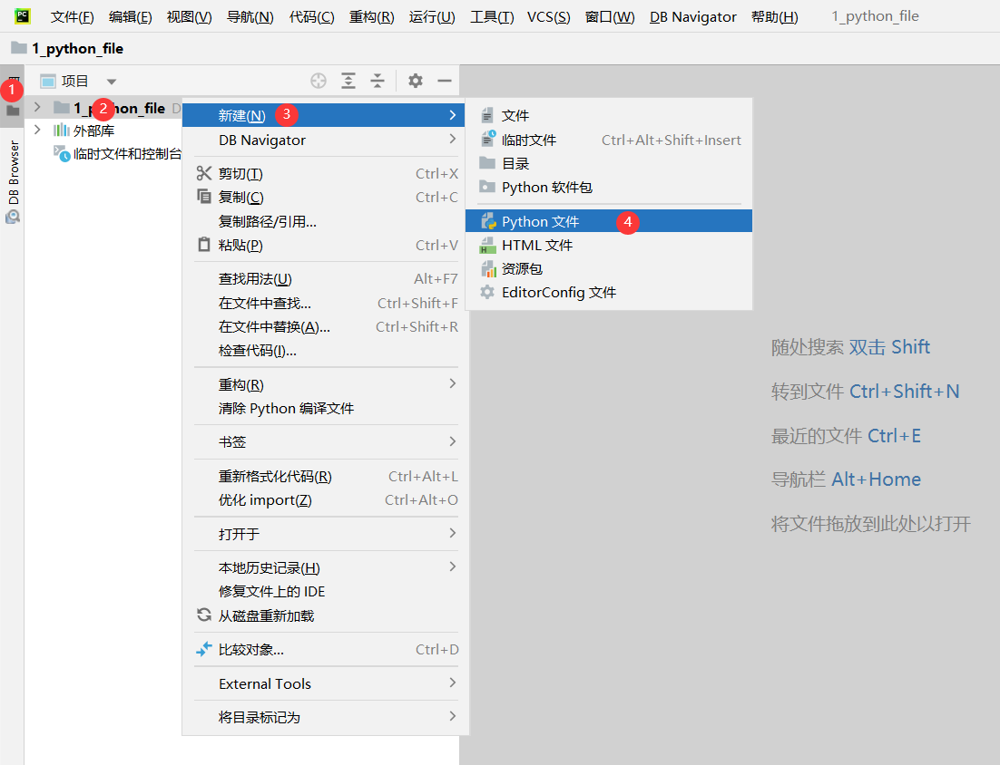 PC 文件(F) 编辑(E) 视图(V) 导航(N) 代码(C) 重构(R) 运行(U) 工具(T) VCS(S) 窗口(W) DB Navigator 帮助(H) 1_python_file
1_python_file
1
项目
2
1_p hon_file D
外部库
临时文件和控制台
DB Browser
新建(N) 3
DB Navigator
剪切(T) Ctrl+X
复制(C) Ctrl+C
复制路径/引用...
粘贴(P) Ctrl+V
查找用法(U) Alt+F7
在文件中查找... Ctrl+Shift+F
在文件中替换(A)... Ctrl+Shift+R
检查代码(I)...
重构(R)
清除 Python 编译文件
书签
重新格式化代码(R) Ctrl+Alt+L
优化 import(Z) Ctrl+Alt+O
打开于
本地历史记录(H)
修复文件上的 IDE
从磁盘重新加载
比较对象... Ctrl+D
External Tools
将目录标记为
文件
临时文件 Ctrl+Alt+Shift+Insert
目录
Python 软件包
Python 文件 4
HTML 文件
资源包
EditorConfig 文件
随处搜索 双击 Shift
转到文件 Ctrl+Shift+N
最近的文件 Ctrl+E
导航栏 Alt+Home
将文件拖放到此处以打开